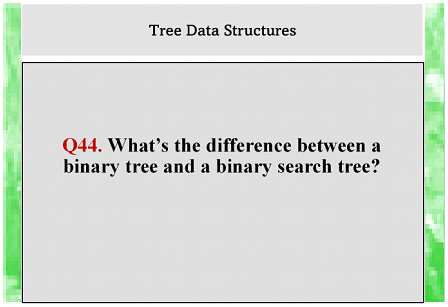 Tree Data Structures
Q44. What’s the difference between a
binary tree and a binary search tree?